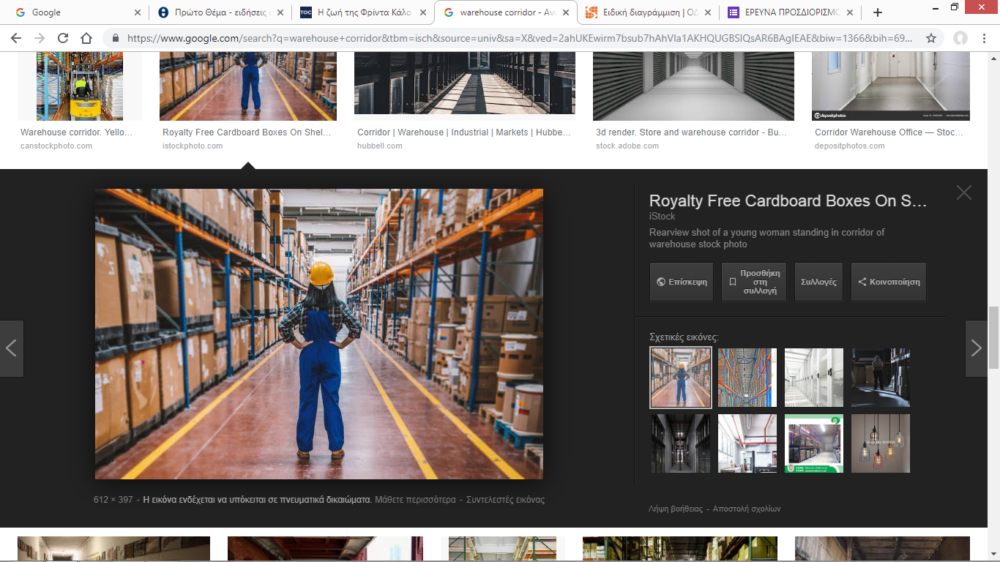 Google
Πρώτο Θέμα - ειδήσεις
Η ζωή της Φρίντα Κάλο
warehouse corridor - Αν
Ειδική διαγράμμιση | ΟΔ
ΕΡΕΥΝΑ ΠΡΟΣΔΙΟΡΙΣΜΟ
https://www.google.com/search?q=warehouse+corridor&tbm=isch&source=univ&sa=X&ved=2ahUKEwirm7bsub7hAhVIa1AKHQUGBSIQsAR6BAgIEAE&biw=1366&bih=69...
depositphotos
Warehouse corridor. Yello...
canstockphoto.com
Royalty Free Cardboard Boxes On Shel...
istockphoto.com
Corridor | Warehouse | Industrial | Markets | Hubbe...
hubbell.com
3d render. Store and warehouse corridor - Bu...
stock.adobe.com
Corridor Warehouse Office — Stoc...
depositphotos.com
Royalty Free Cardboard Boxes On S...
iStock
Rearview shot of a young woman standing in corridor of
warehouse stock photo
Επίσκεψη
Προσθήκη
στη
συλλογή
Συλλογές
Κοινοποίηση
Σχετικές εικόνες:
612 × 397 - Η εικόνα ενδέχεται να υπόκειται σε πνευματικά δικαιώματα. Μάθετε περισσότερα - Συντελεστές εικόνας
Λήψη βοήθειας - Αποστολή σχολίων